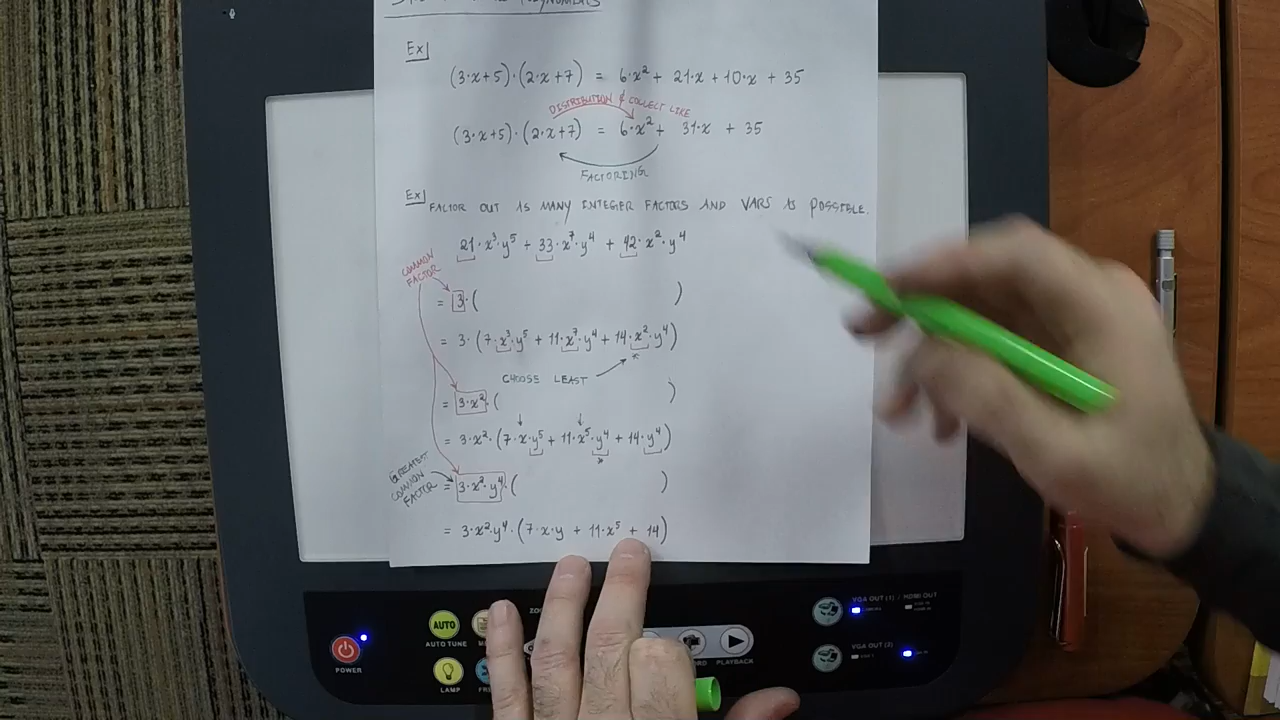 POLYNOMIALS
Ex
(3·x+5)·(2·x+7) = 6·x² + 21·x + 10·x + 35
DISTRIBUTION & COLLECT LIKE
(3·x+5)·(2·x+7) = 6·x² + 31·x + 35
FACTORING
Ex FACTOR OUT AS MANY INTEGER FACTORS AND VARS AS POSSIBLE.
21·x³·y⁵ + 33·x⁷·y⁴ + 42·x²·y⁴
COMMON
FACTOR
= 3·( )
= 3·(7·x³·y⁵ + 11·x⁷·y⁴ + 14·x²·y⁴)
*
CHOOSE LEAST
= 3·x²·( )
= 3·x²·(7·x·y⁵ + 11·x⁵·y⁴ + 14·y⁴)
*
GREATEST
COMMON
FACTOR
= 3·x²·y⁴·( )
= 3·x²·y⁴·(7·x·y + 11·x⁵ + 14)
POWER
AUTO
AUTO TUNE
LAMP
PLAYBACK
VGA OUT (1) / HDMI OUT
VGA OUT (2)